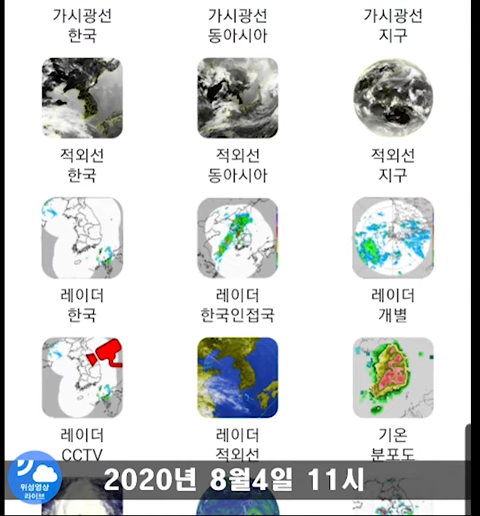 가시광선 가시광선 가시광선
한국 동아시아 지구
적외선 적외선 적외선
한국 동아시아 지구
레이더 레이더 레이더
한국 한국인접국 개별
레이더 레이더 기온
CCTV 적외선 분포도
위성영상
라이브
2020년 8월4일 11시